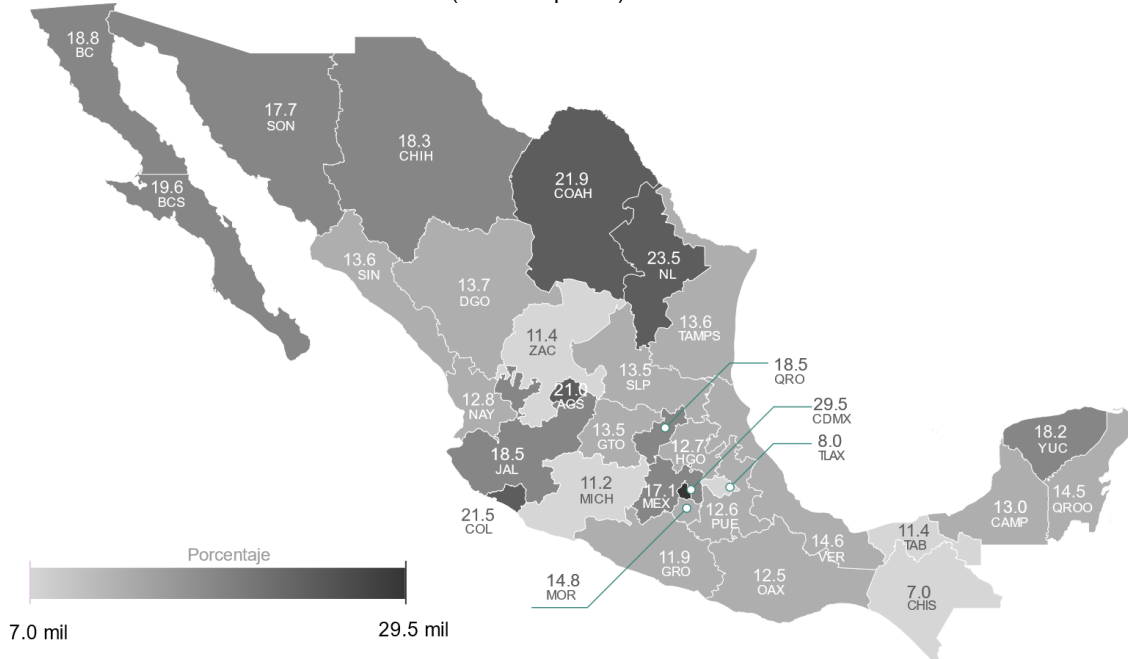 18.8
BC
17.7
SON
18.3
CHIH
21.9
COAH
19.6
BCS
23.5
NL
13.6
SIN
13.7
DGO
13.6
TAMPS
11.4
ZAC
13.5
SLP
18.5
QRO
21.0
AGS
12.8
NAY
29.5
CDMX
13.5
GTO
12.7
HGO
8.0
TLAX
18.2
YUC
18.5
JAL
11.2
MICH
17.1
MEX
12.6
PUE
14.5
QROO
13.0
CAMP
21.5
COL
14.6
VER
11.4
TAB
11.9
GRO
12.5
OAX
14.8
MOR
7.0
CHIS
Porcentaje
7.0 mil
29.5 mil